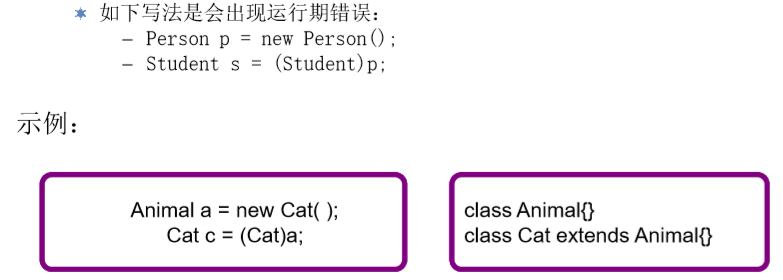 如下写法是会出现运行期错误：
– Person p = new Person();
– Student s = (Student)p;
示例：
Animal a = new Cat( );
Cat c = (Cat)a;
class Animal{}
class Cat extends Animal{}